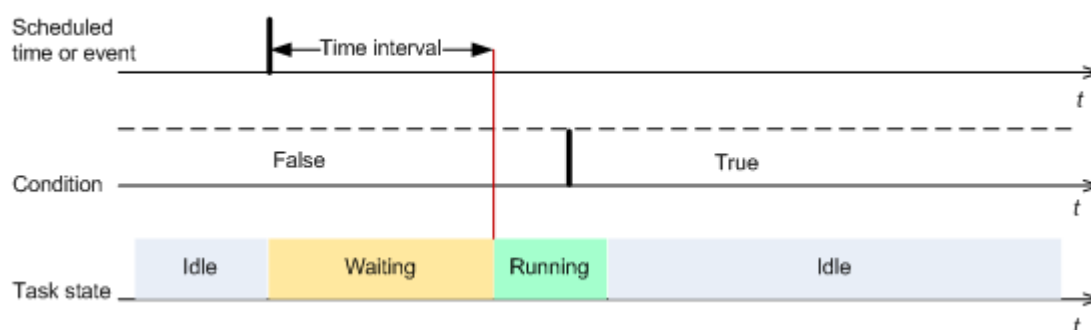 Scheduled
time or event
Time interval
t
False
True
Condition
t
Idle
Waiting
Running
Idle
Task state
t